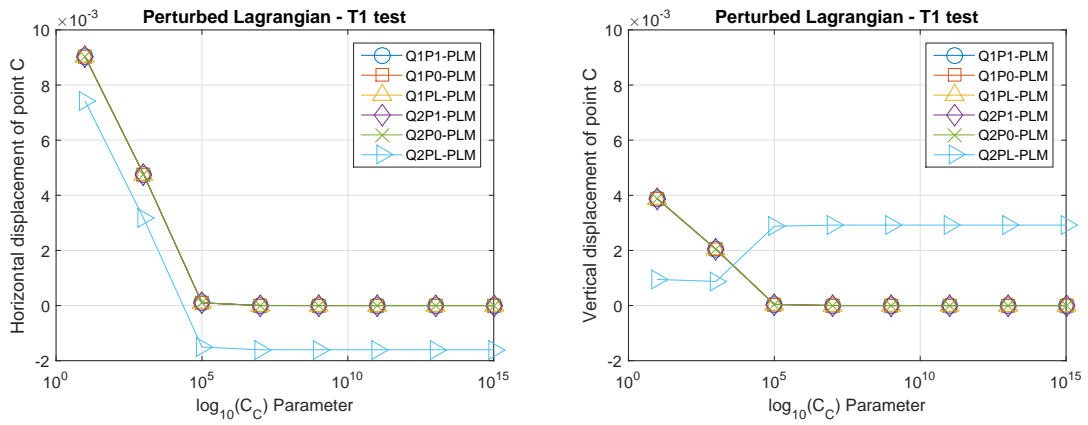 Perturbed Lagrangian - T1 test
×10⁻³
10
8
6
4
2
0
-2
Horizontal displacement of point C
Q1P1-PLM
Q1P0-PLM
Q1PL-PLM
Q2P1-PLM
Q2P0-PLM
Q2PL-PLM
10⁰
10⁵
10¹⁰
10¹⁵
log₁₀(C_C) Parameter
Perturbed Lagrangian - T1 test
×10⁻³
10
8
6
4
2
0
-2
Vertical displacement of point C
Q1P1-PLM
Q1P0-PLM
Q1PL-PLM
Q2P1-PLM
Q2P0-PLM
Q2PL-PLM
10⁰
10⁵
10¹⁰
10¹⁵
log₁₀(C_C) Parameter